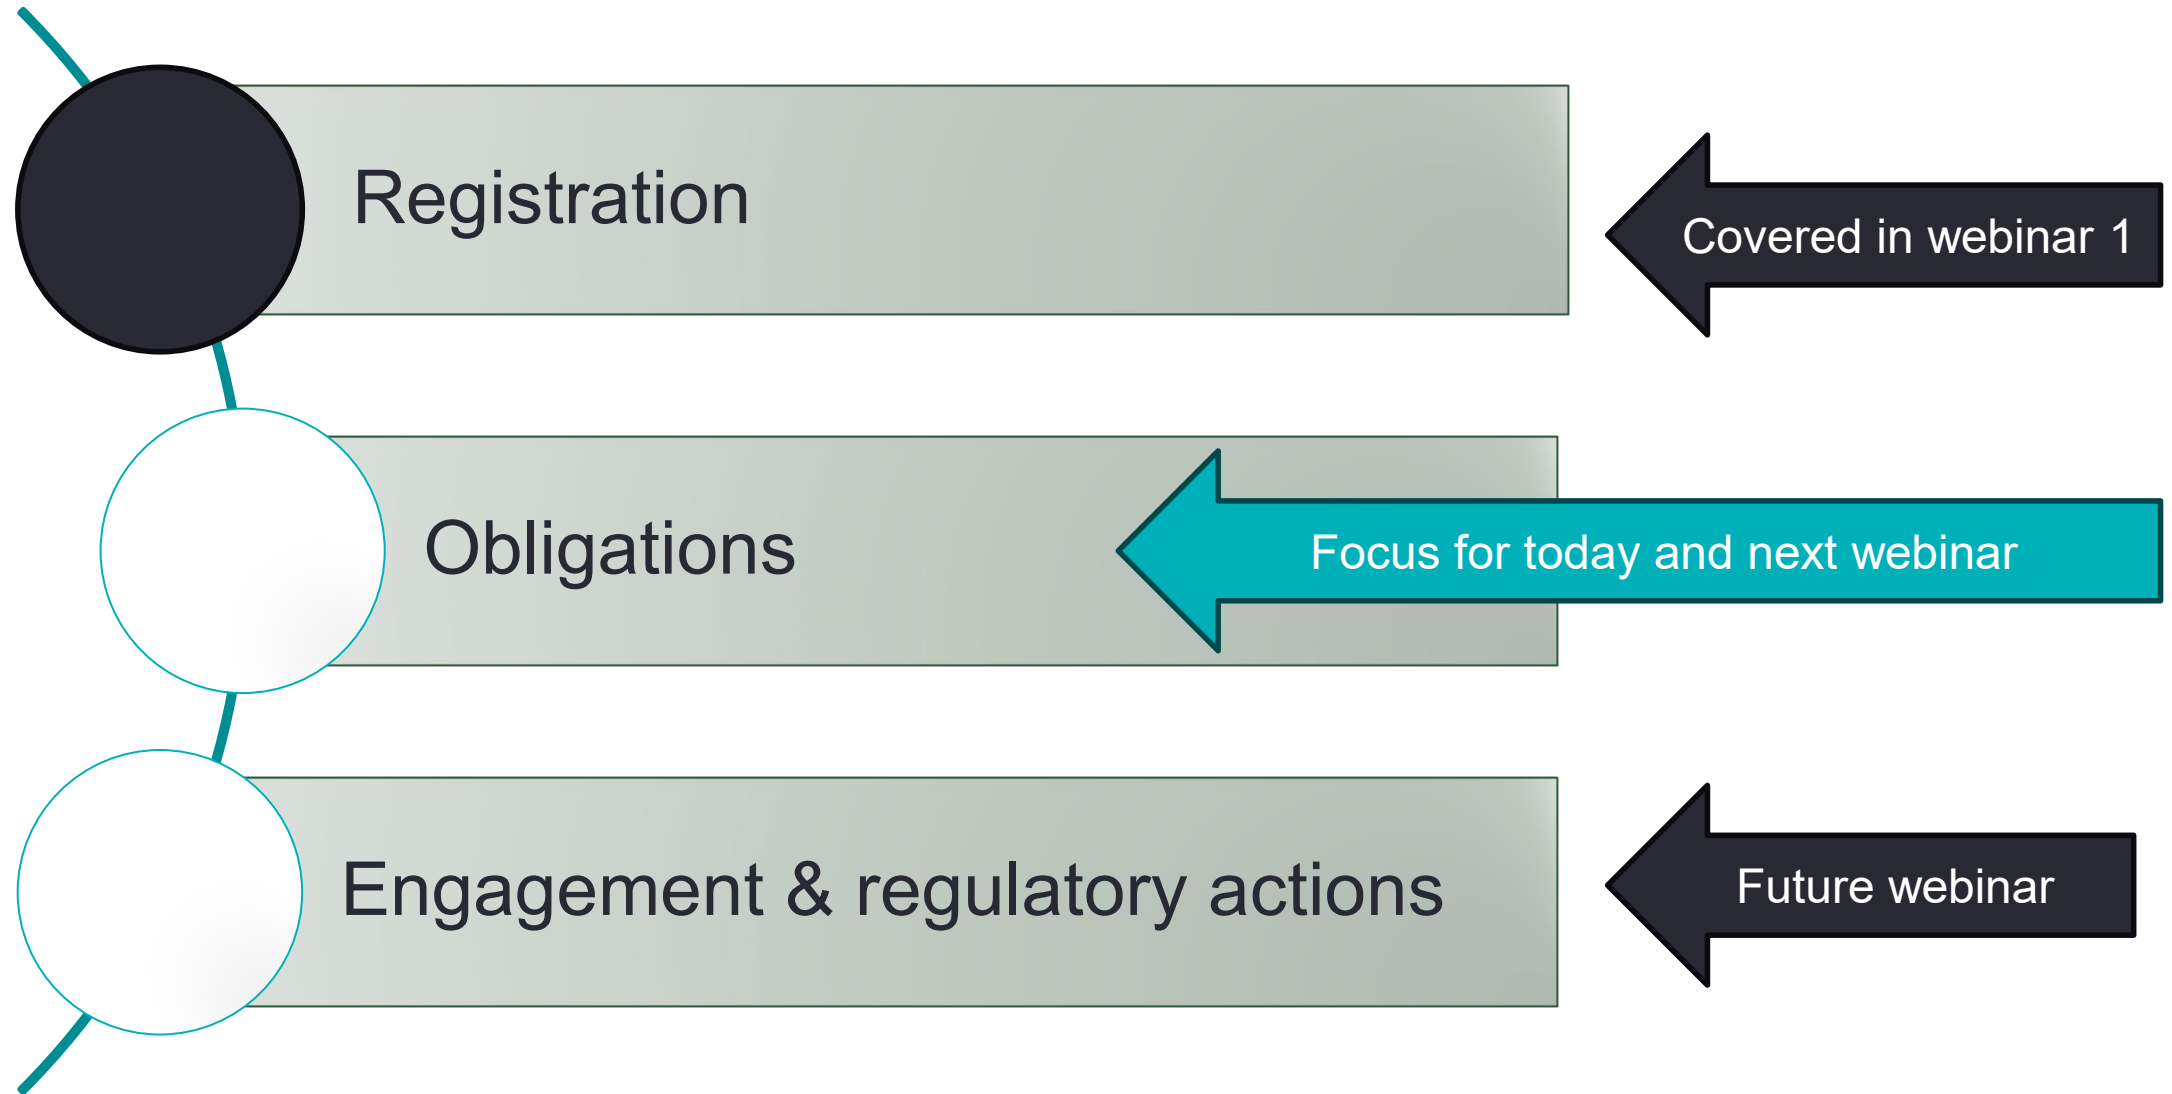 Registration
Covered in webinar 1
Obligations
Focus for today and next webinar
Engagement & regulatory actions
Future webinar